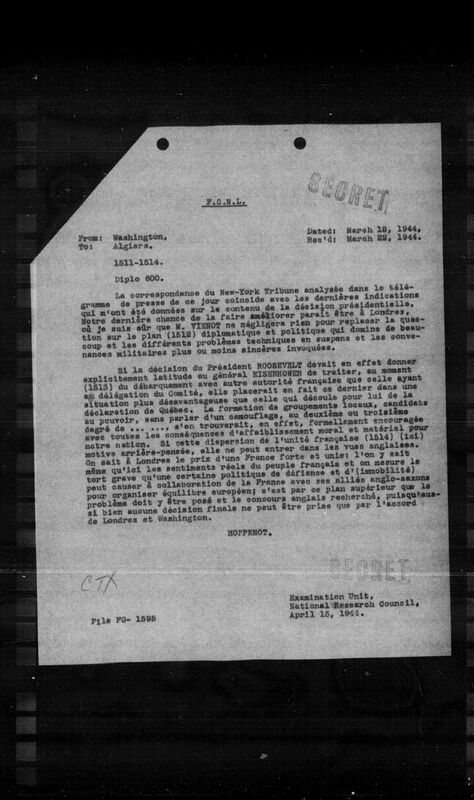 SECRET
F.C.N.L.
From: Washington,
To: Algiers.
Dated: March 18, 1944.
Rec'd: March 22, 1944.
1511-1514.
Diplo 600.
La correspondance du New-York Tribune analysée dans le télé-
gramme de presse de ce jour coincide avec les dernières indications
qui m'ont été données sur le contenu de la décision présidentielle.
Notre dernière chance de la faire améliorer parait être à Londres,
où je suis sûr que M. VIENOT ne négligera rien pour replacer la ques-
tion sur le plan (1512) diplomatique et politique qui domine de beau-
coup et les différents problèmes techniques en suspens et les conve-
nances militaires plus ou moins sincères invoquées.
Si la décision du Président ROOSEVELT devait en effet donner
explicitement latitude au général EISENHOWER de traiter, au moment
(1513) du débarquement avec autre autorité française que celle ayant
délégation du Comité, elle placerait en fait ce dernier dans une
situation plus désavantageuse que celle qui découle pour lui de la
déclaration de Québec. La formation de groupements locaux, candidats
au pouvoir, sans parler d'un camouflage, au deuxième ou troisième
degré de ......., s'en trouverait, en effet, formellement encouragée
avec toutes les conséquences d'affaiblissement moral et matériel pour
notre nation. Si cette dispersion de l'unité française (1514) (ici)
motive arrière-pensée, elle ne peut entrer dans les vues anglaises.
On sait à Londres le prix d'une France forte et unie: l'on y sait
même qu'ici les sentiments réels du peuple français et on mesure le
tort grave qu'une certaine politique de défiance et d'(immobilité)
peut causer à collaboration de la France avec ses alliés anglo-saxons
pour organiser équilibre européen; c'est par ce plan supérieur que le
problème doit y être posé et le concours anglais recherché, puisqu'aus-
si bien aucune décision finale ne peut être prise que par l'accord
de Londres et Washington.
HOPPENOT.
SECRET
CTX
Examination Unit,
National Research Council,
April 15, 1944.
File FG- 1595